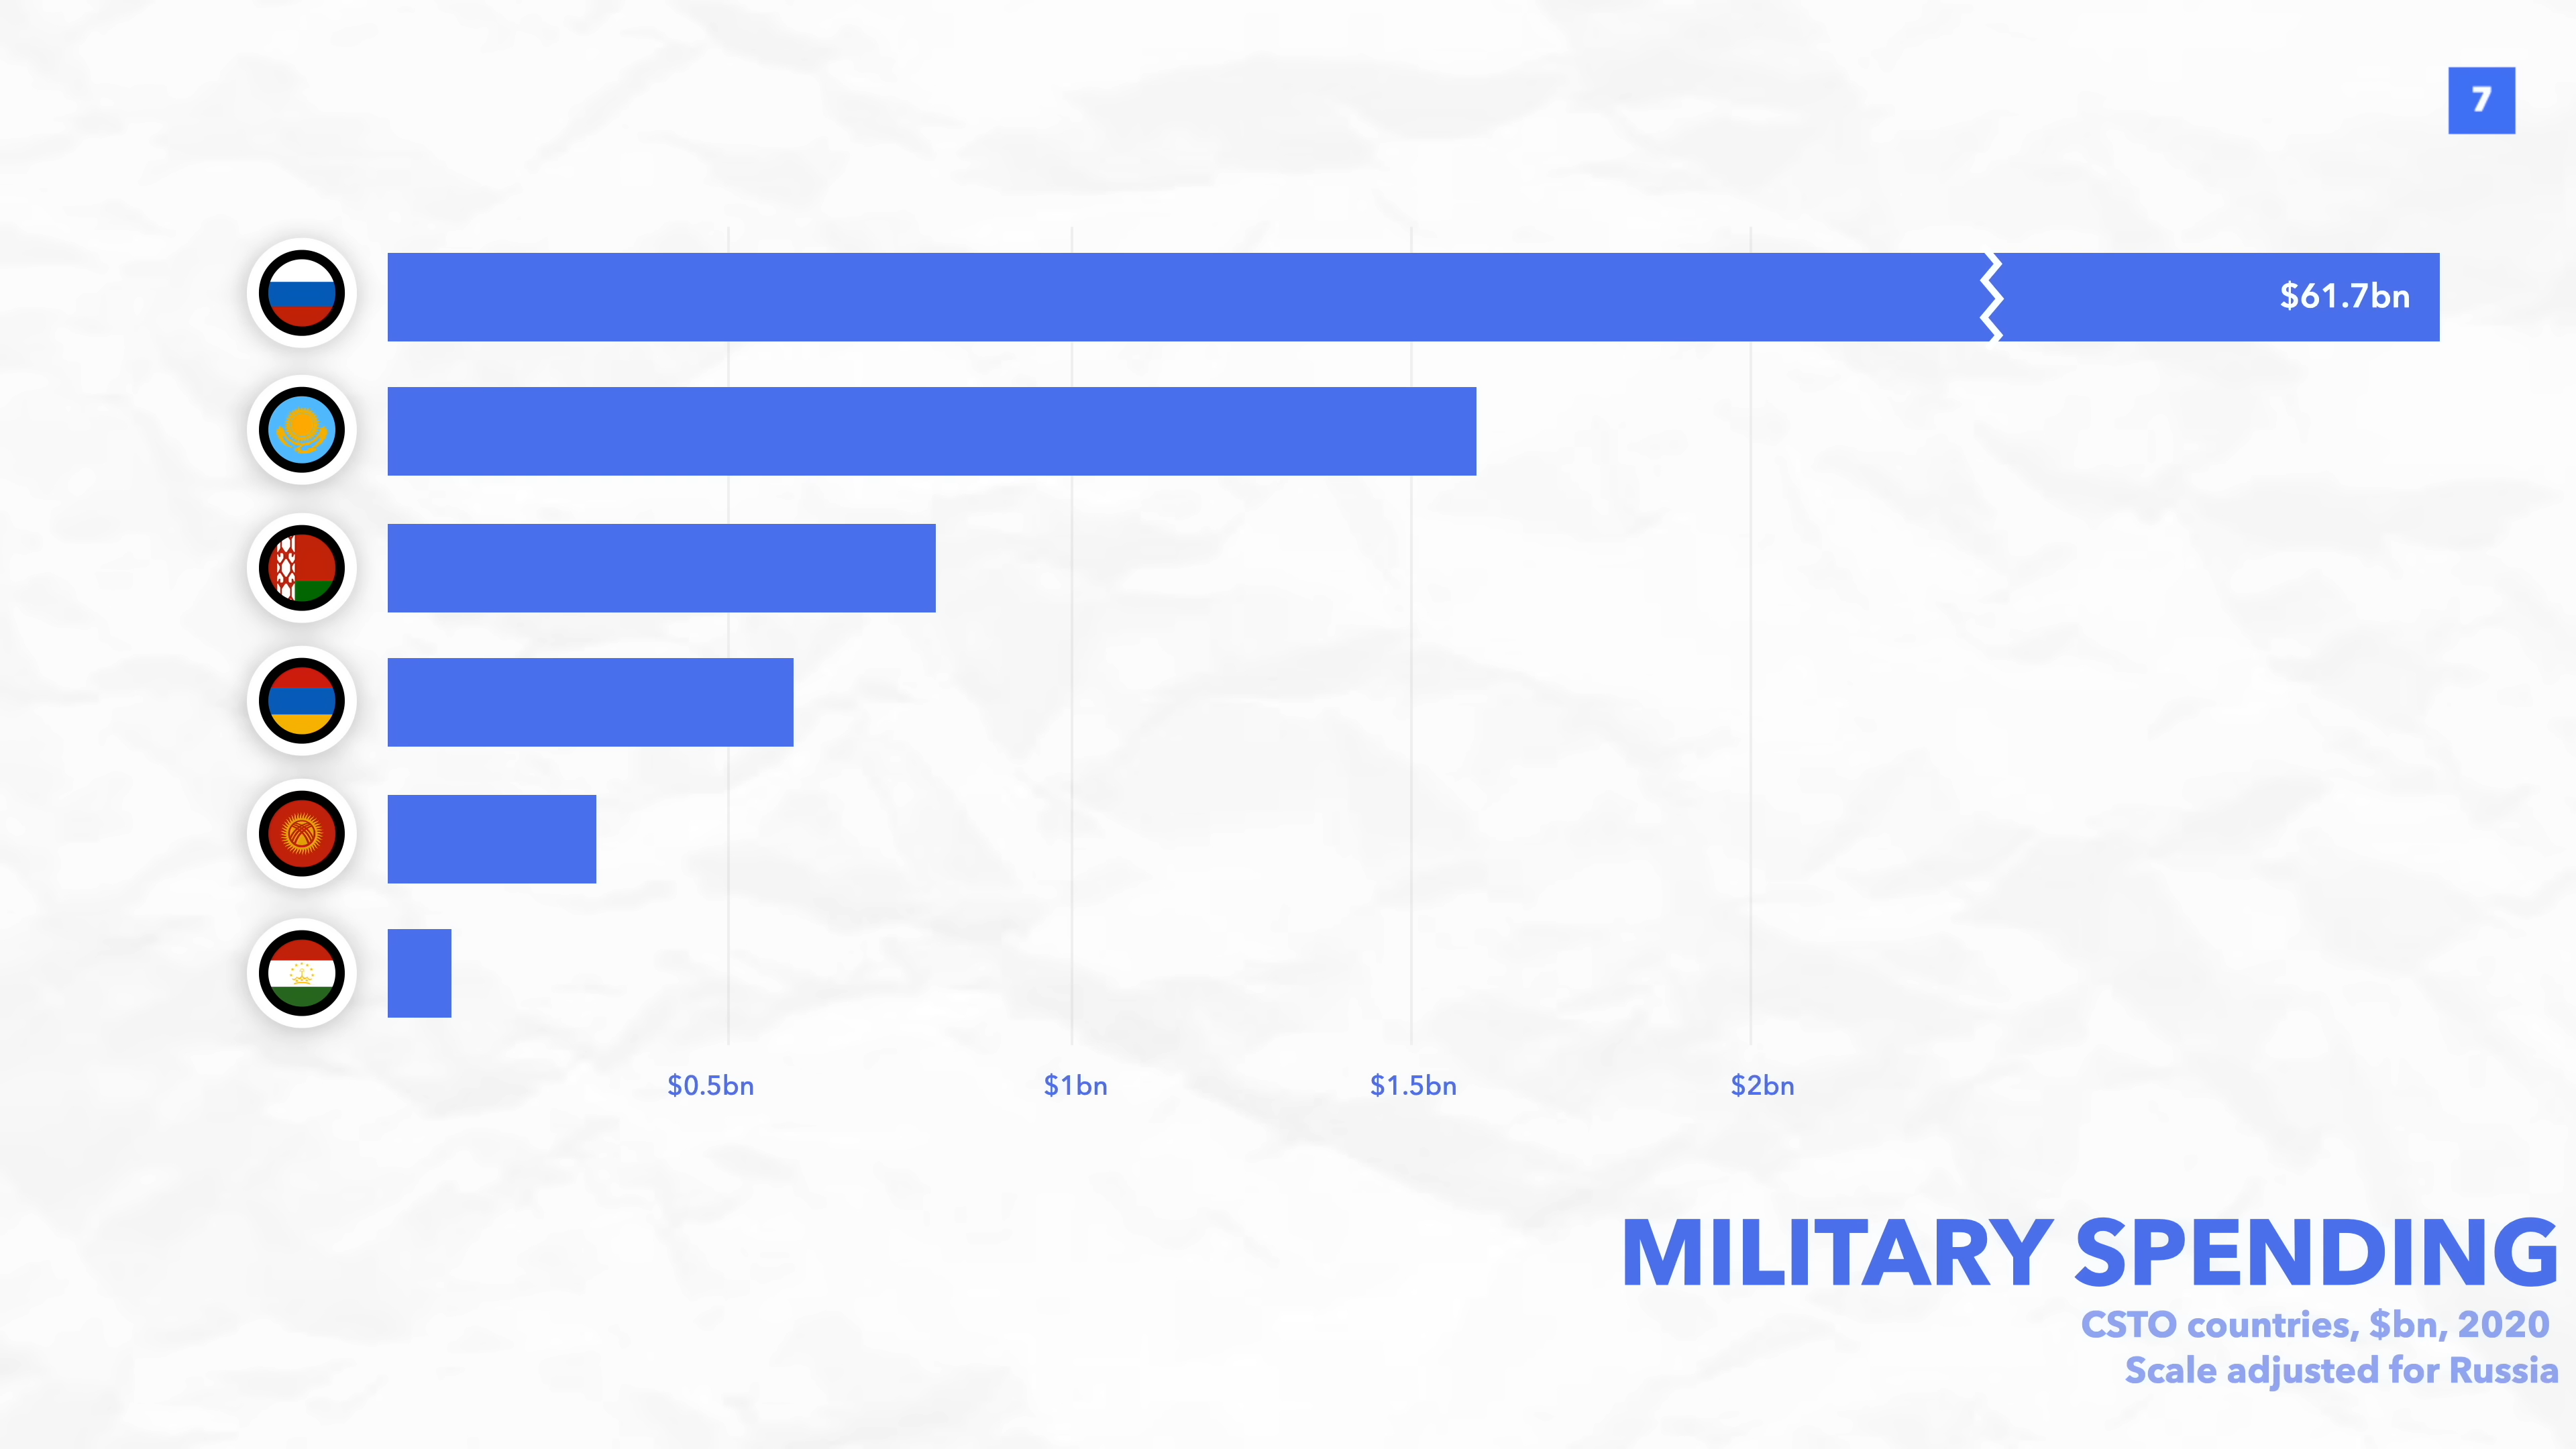 7
$61.7bn
$0.5bn $1bn $1.5bn $2bn
MILITARY SPENDING
CSTO countries, $bn, 2020
Scale adjusted for Russia